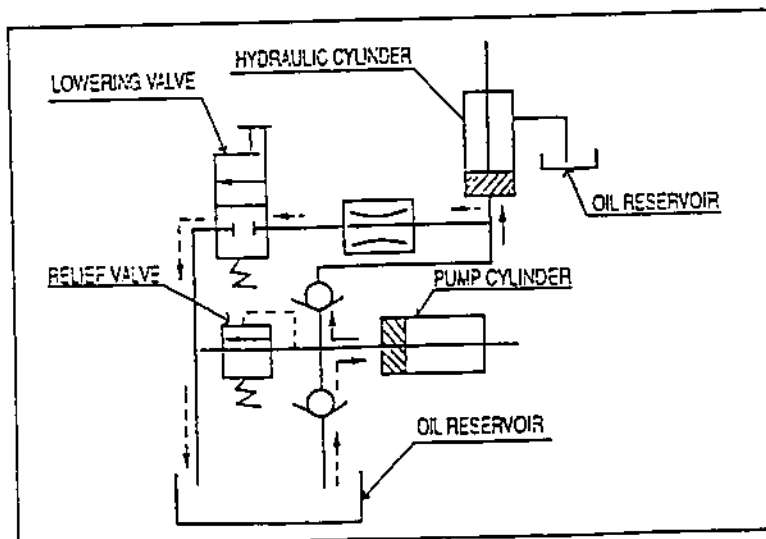 HYDRAULIC CYLINDER
LOWERING VALVE
OIL RESERVOIR
RELIEF VALVE
PUMP CYLINDER
OIL RESERVOIR